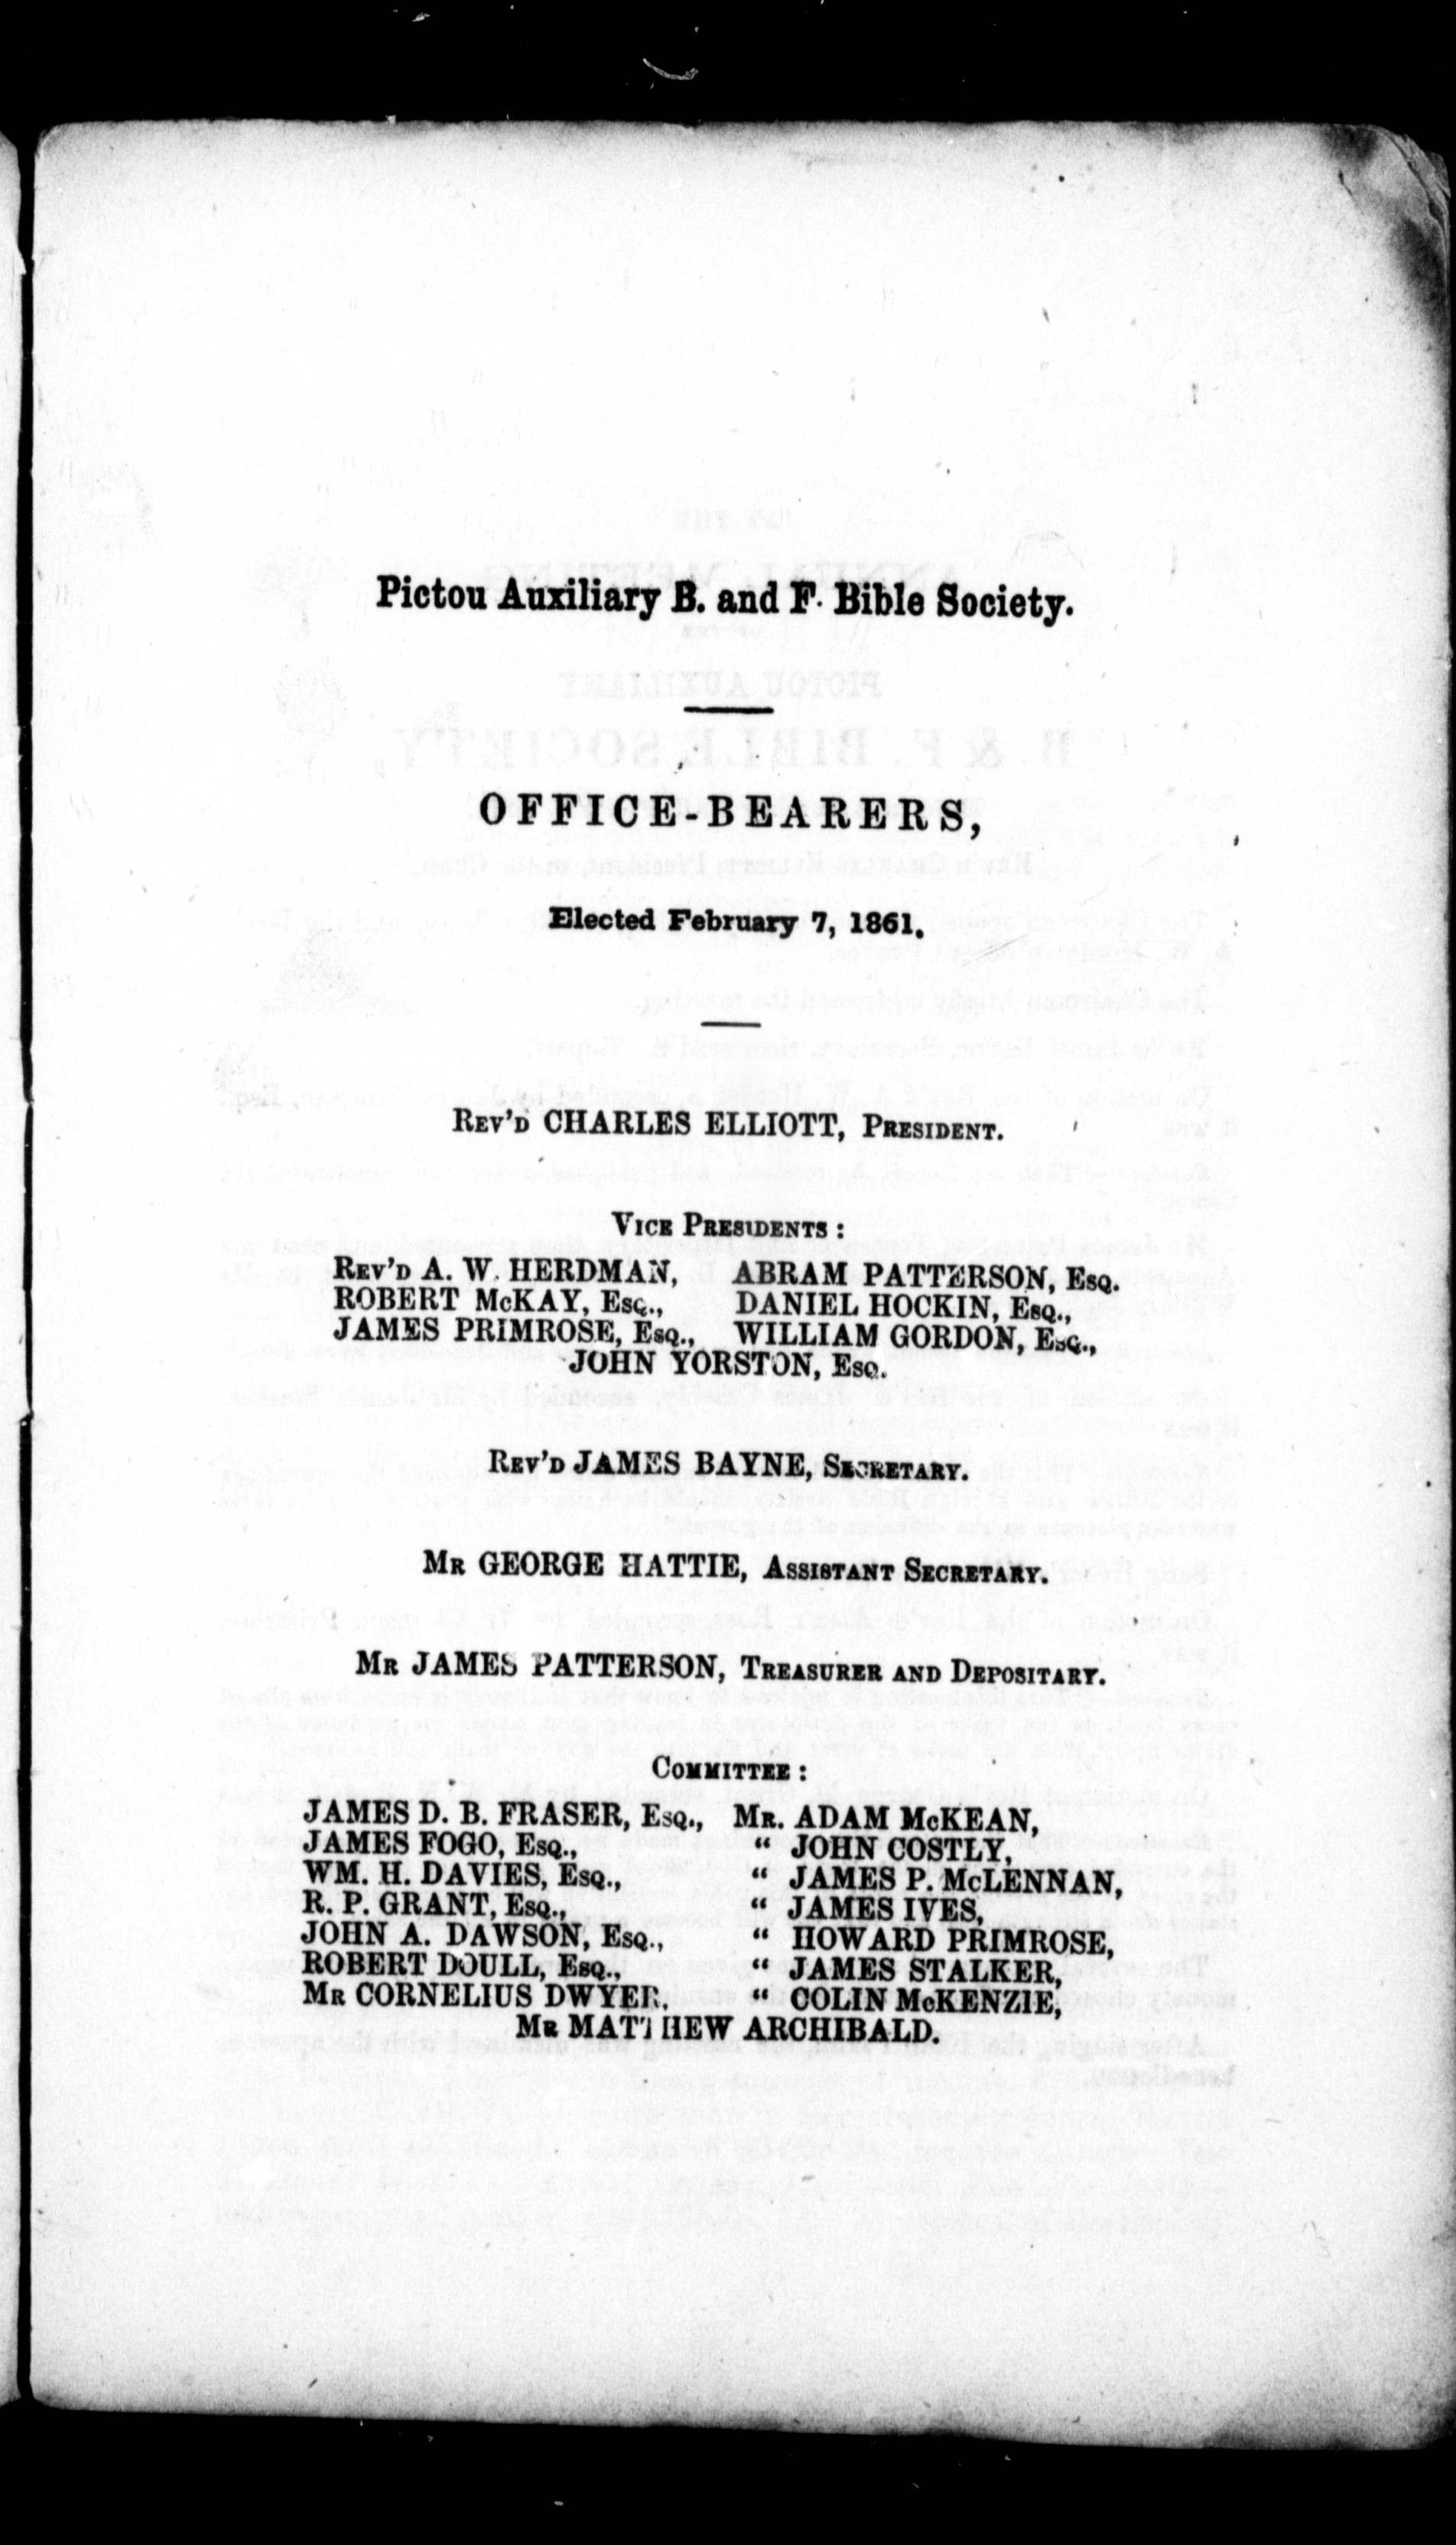 Pictou Auxiliary B. and F. Bible Society.
OFFICE-BEARERS,
Elected February 7, 1861.
REV'D CHARLES ELLIOTT, PRESIDENT.
VICE PRESIDENTS :
REV'D A. W. HERDMAN, ABRAM PATTERSON, ESQ.
ROBERT McKAY, ESQ., DANIEL HOCKIN, ESQ.,
JAMES PRIMROSE, ESQ., WILLIAM GORDON, ESQ.,
JOHN YORSTON, ESQ.
REV'D JAMES BAYNE, SECRETARY.
MR GEORGE HATTIE, ASSISTANT SECRETARY.
MR JAMES PATTERSON, TREASURER AND DEPOSITARY.
COMMITTEE :
JAMES D. B. FRASER, ESQ., MR. ADAM McKEAN,
JAMES FOGO, ESQ., " JOHN COSTLY,
WM. H. DAVIES, ESQ., " JAMES P. McLENNAN,
R. P. GRANT, ESQ., " JAMES IVES,
JOHN A. DAWSON, ESQ., " HOWARD PRIMROSE,
ROBERT DOULL, ESQ., " JAMES STALKER,
MR CORNELIUS DWYER, " COLIN McKENZIE,
MR MATTHEW ARCHIBALD.